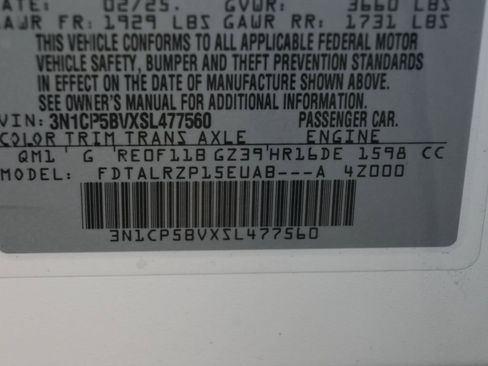 DATE: 02/25. GVWR: 3660 LBS
GAWR FR: 1929 LBS GAWR RR: 1731 LBS
THIS VEHICLE CONFORMS TO ALL APPLICABLE FEDERAL MOTOR
VEHICLE SAFETY, BUMPER AND THEFT PREVENTION STANDARDS
IN EFFECT ON THE DATE OF MANUFACTURE SHOWN ABOVE.
SEE OWNER'S MANUAL FOR ADDITIONAL INFORMATION.
VIN: 3N1CP5BVXSL477560 PASSENGER CAR.
COLOR TRIM TRANS AXLE ENGINE
QM1 G RE0F11B GZ39 HR16DE 1598 CC
MODEL: FDTALRZP15EUAB---A 4Z000
3N1CP5BVXSL477560